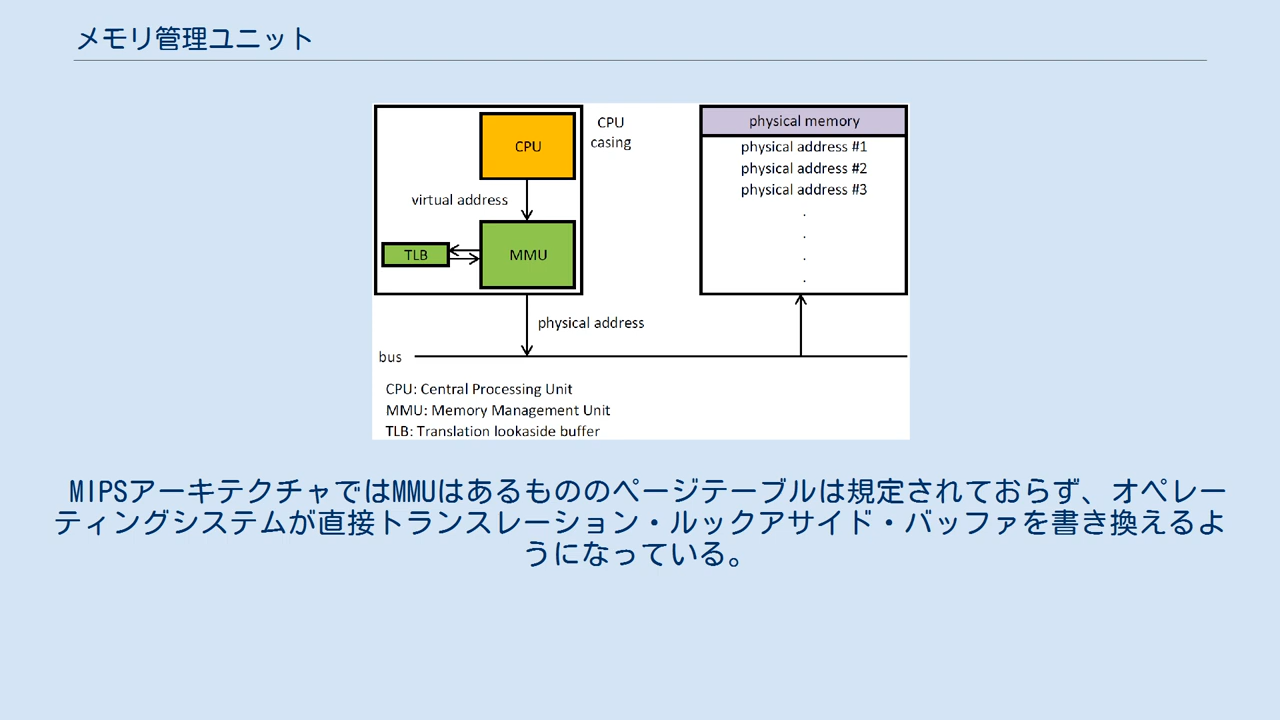 メモリ管理ユニット
CPU
casing
CPU
virtual address
TLB
MMU
physical address
bus
physical memory
physical address #1
physical address #2
physical address #3
.
.
.
.
CPU: Central Processing Unit
MMU: Memory Management Unit
TLB: Translation lookaside buffer
MIPSアーキテクチャではMMUはあるもののページテーブルは規定されておらず、オペレー
ティングシステムが直接トランスレーション・ルックアサイド・バッファを書き換えるよ
うになっている。